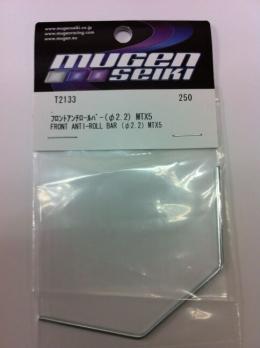 www.mugenseiki.co.jp
www.mugenracing.com
www.mugen.eu
MUGEN
SEIKI
T2133 250
フロントアンチロールバー(φ2.2) MTX5
FRONT ANTI-ROLL BAR (φ2.2) MTX5